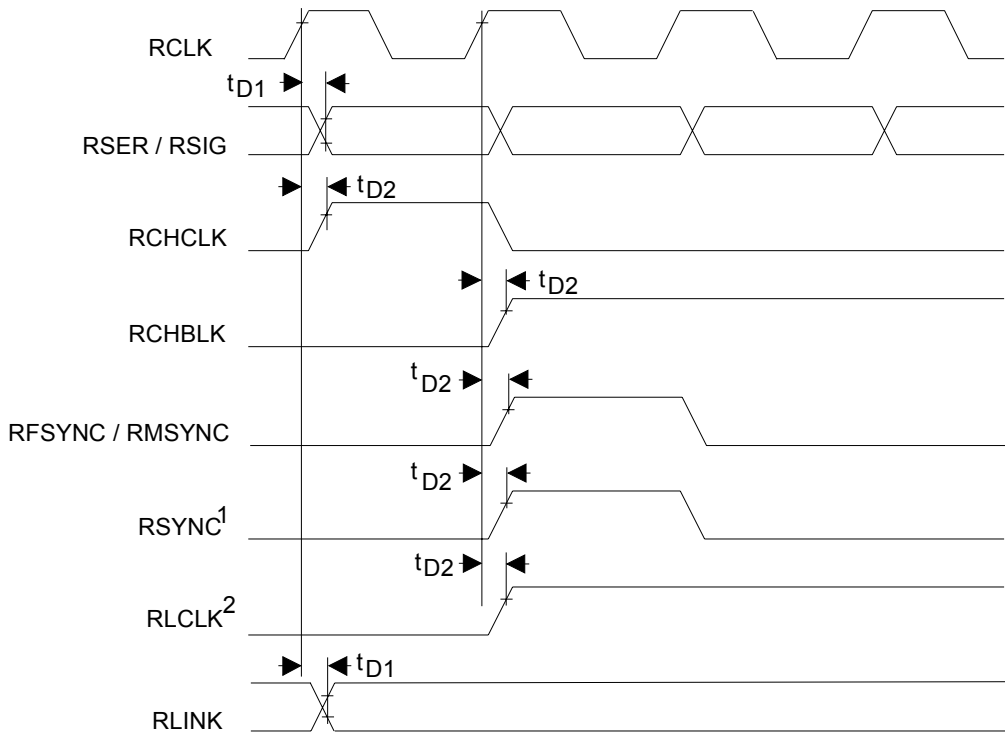 RCLK
tD1
RSER / RSIG
tD2
RCHCLK
tD2
RCHBLK
tD2
RFSYNC / RMSYNC
tD2
RSYNC1
tD2
RLCLK2
tD1
RLINK